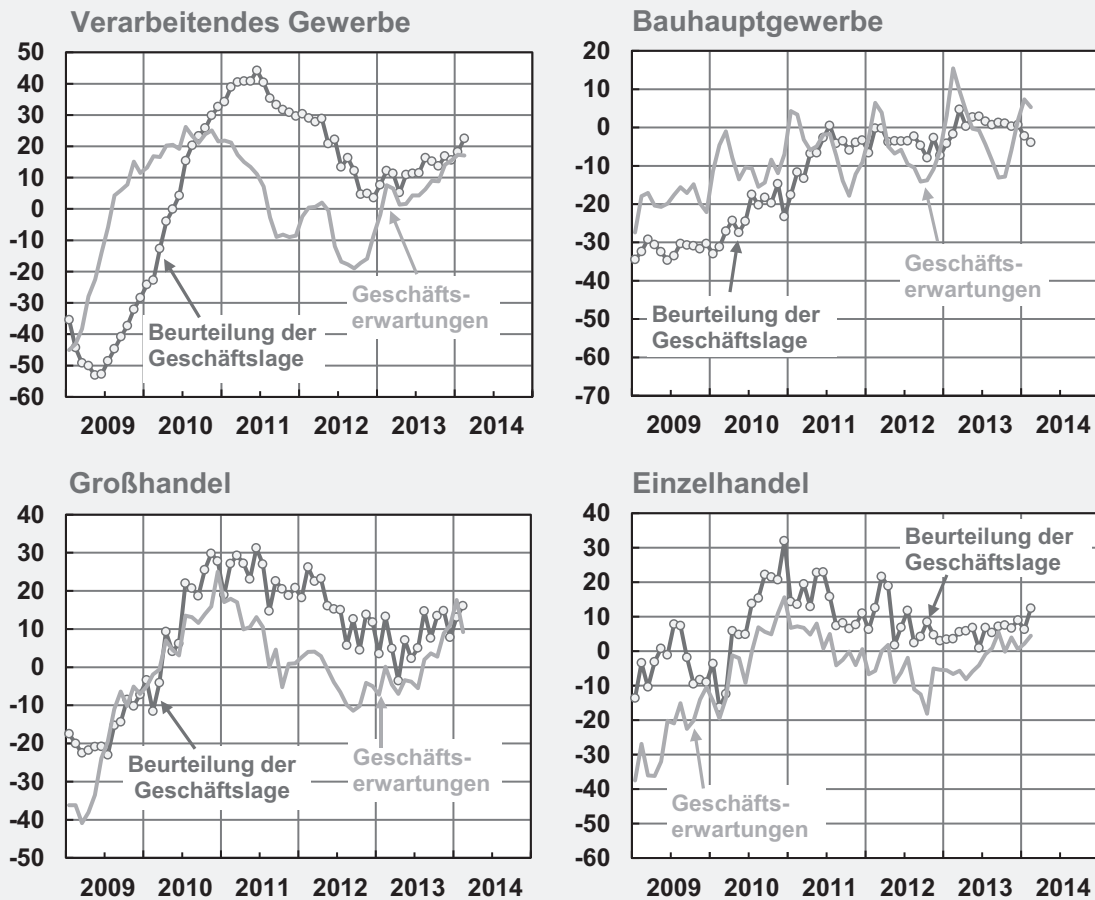 Verarbeitendes Gewerbe
50
40
30
20
10
0
-10
-20
-30
-40
-50
-60
Beurteilung der
Geschäftslage
Geschäfts-
erwartungen
2009 2010 2011 2012 2013 2014
Bauhauptgewerbe
20
10
0
-10
-20
-30
-40
-50
-60
-70
Beurteilung der
Geschäftslage
Geschäfts-
erwartungen
2009 2010 2011 2012 2013 2014
Großhandel
40
30
20
10
0
-10
-20
-30
-40
-50
Beurteilung der
Geschäftslage
Geschäfts-
erwartungen
2009 2010 2011 2012 2013 2014
Einzelhandel
40
30
20
10
0
-10
-20
-30
-40
-50
-60
Beurteilung der
Geschäftslage
Geschäfts-
erwartungen
2009 2010 2011 2012 2013 2014